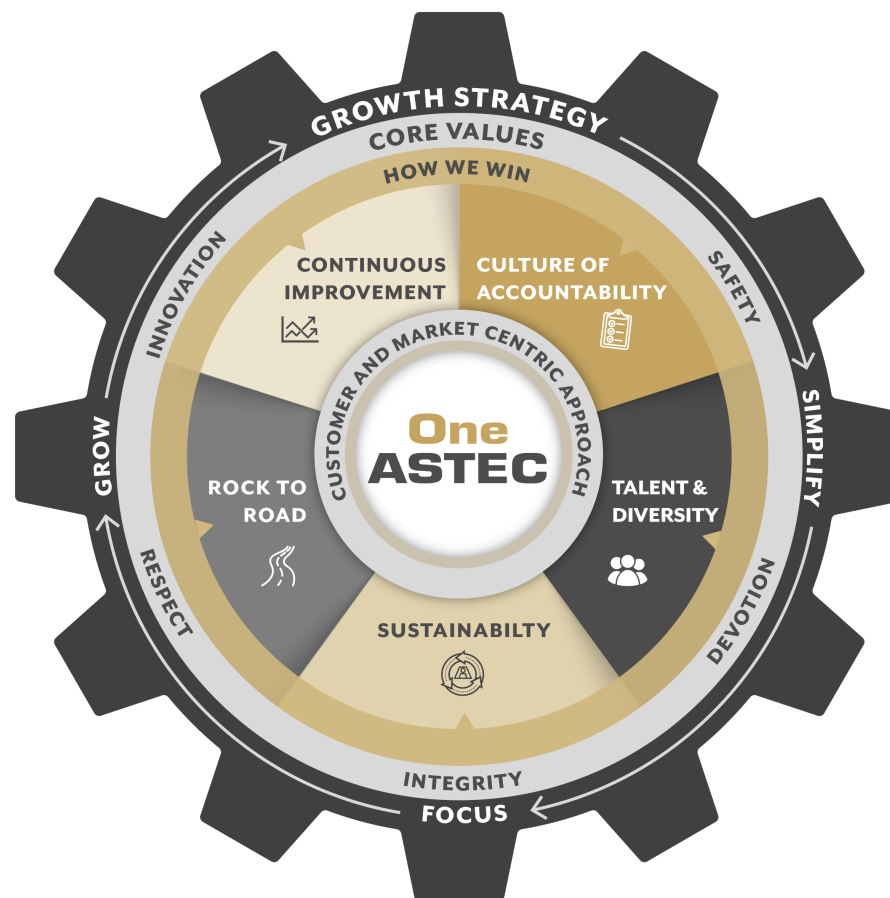 GROWTH STRATEGY
CORE VALUES
HOW WE WIN
CONTINUOUS
IMPROVEMENT
CULTURE OF
ACCOUNTABILITY
INNOVATION
SAFETY
CUSTOMER AND MARKET CENTRIC APPROACH
One
ASTEC
GROW
SIMPLIFY
ROCK TO
ROAD
TALENT &
DIVERSITY
RESPECT
DEVOTION
SUSTAINABILTY
INTEGRITY
FOCUS